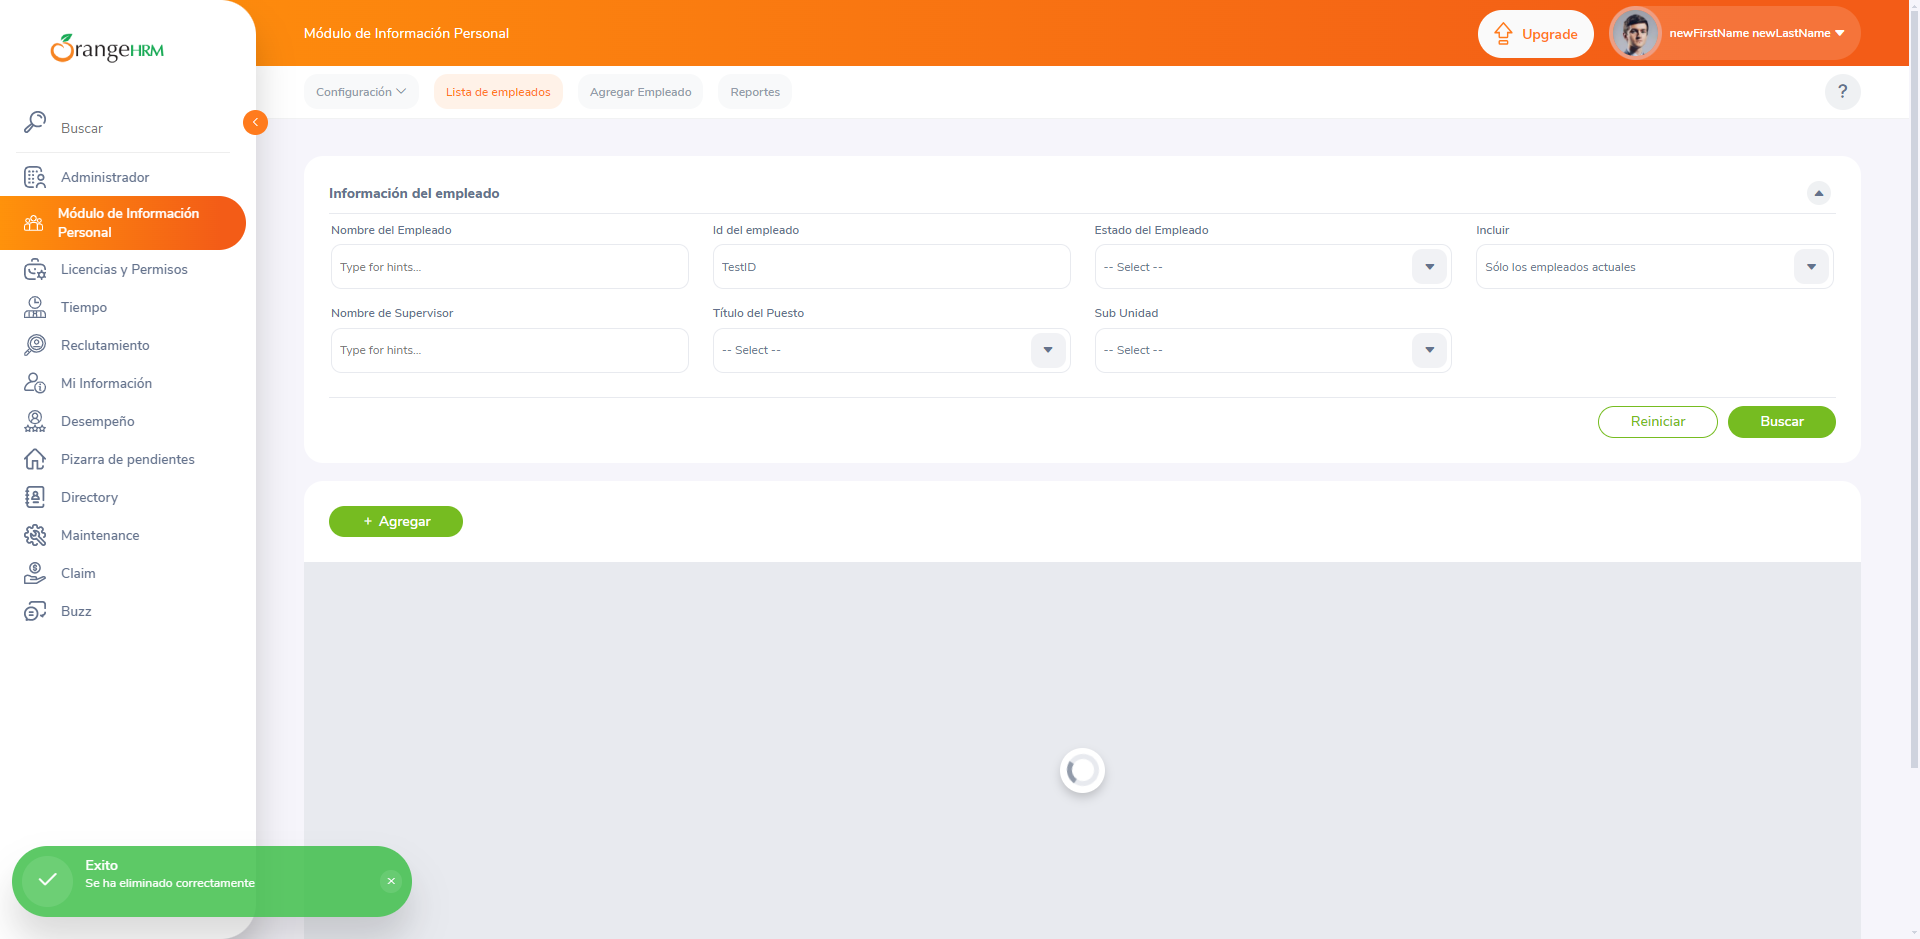 OrangeHRM
Módulo de Información Personal
Upgrade
newFirstName newLastName
Configuración
Lista de empleados
Agregar Empleado
Reportes
?
Buscar
Administrador
Módulo de Información
Personal
Licencias y Permisos
Tiempo
Reclutamiento
Mi Información
Desempeño
Pizarra de pendientes
Directory
Maintenance
Claim
Buzz
Información del empleado
Nombre del Empleado
Id del empleado
Estado del Empleado
Incluir
Type for hints...
TestID
-- Select --
Sólo los empleados actuales
Nombre de Supervisor
Título del Puesto
Sub Unidad
Type for hints...
-- Select --
-- Select --
Reiniciar
Buscar
+ Agregar
Exito
Se ha eliminado correctamente